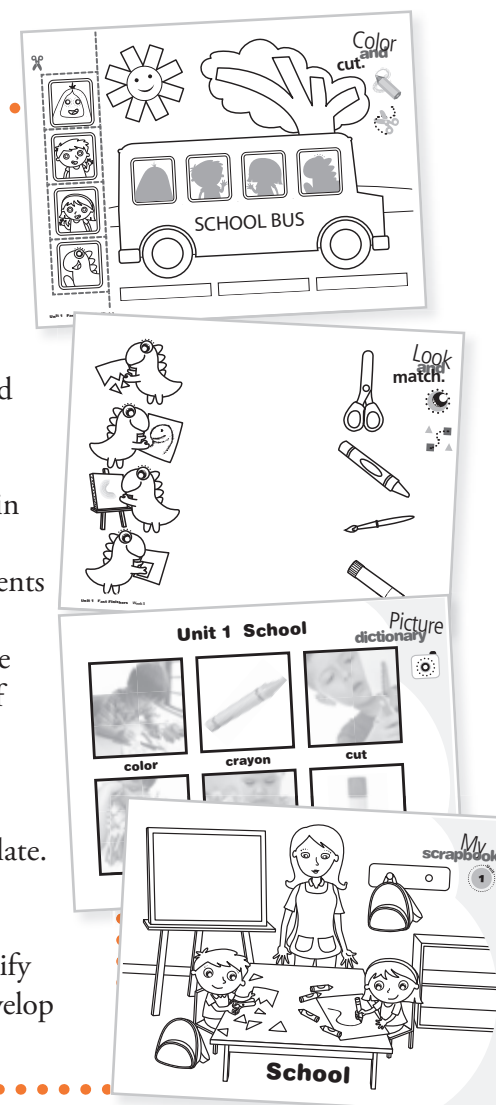 Color
and
cut.
SCHOOL BUS
Look
and
match.
d
in
ents
Unit 1 School
Picture
dictionary
e
f
color
crayon
cut
late.
My
scrapbook
1
ify
velop
School